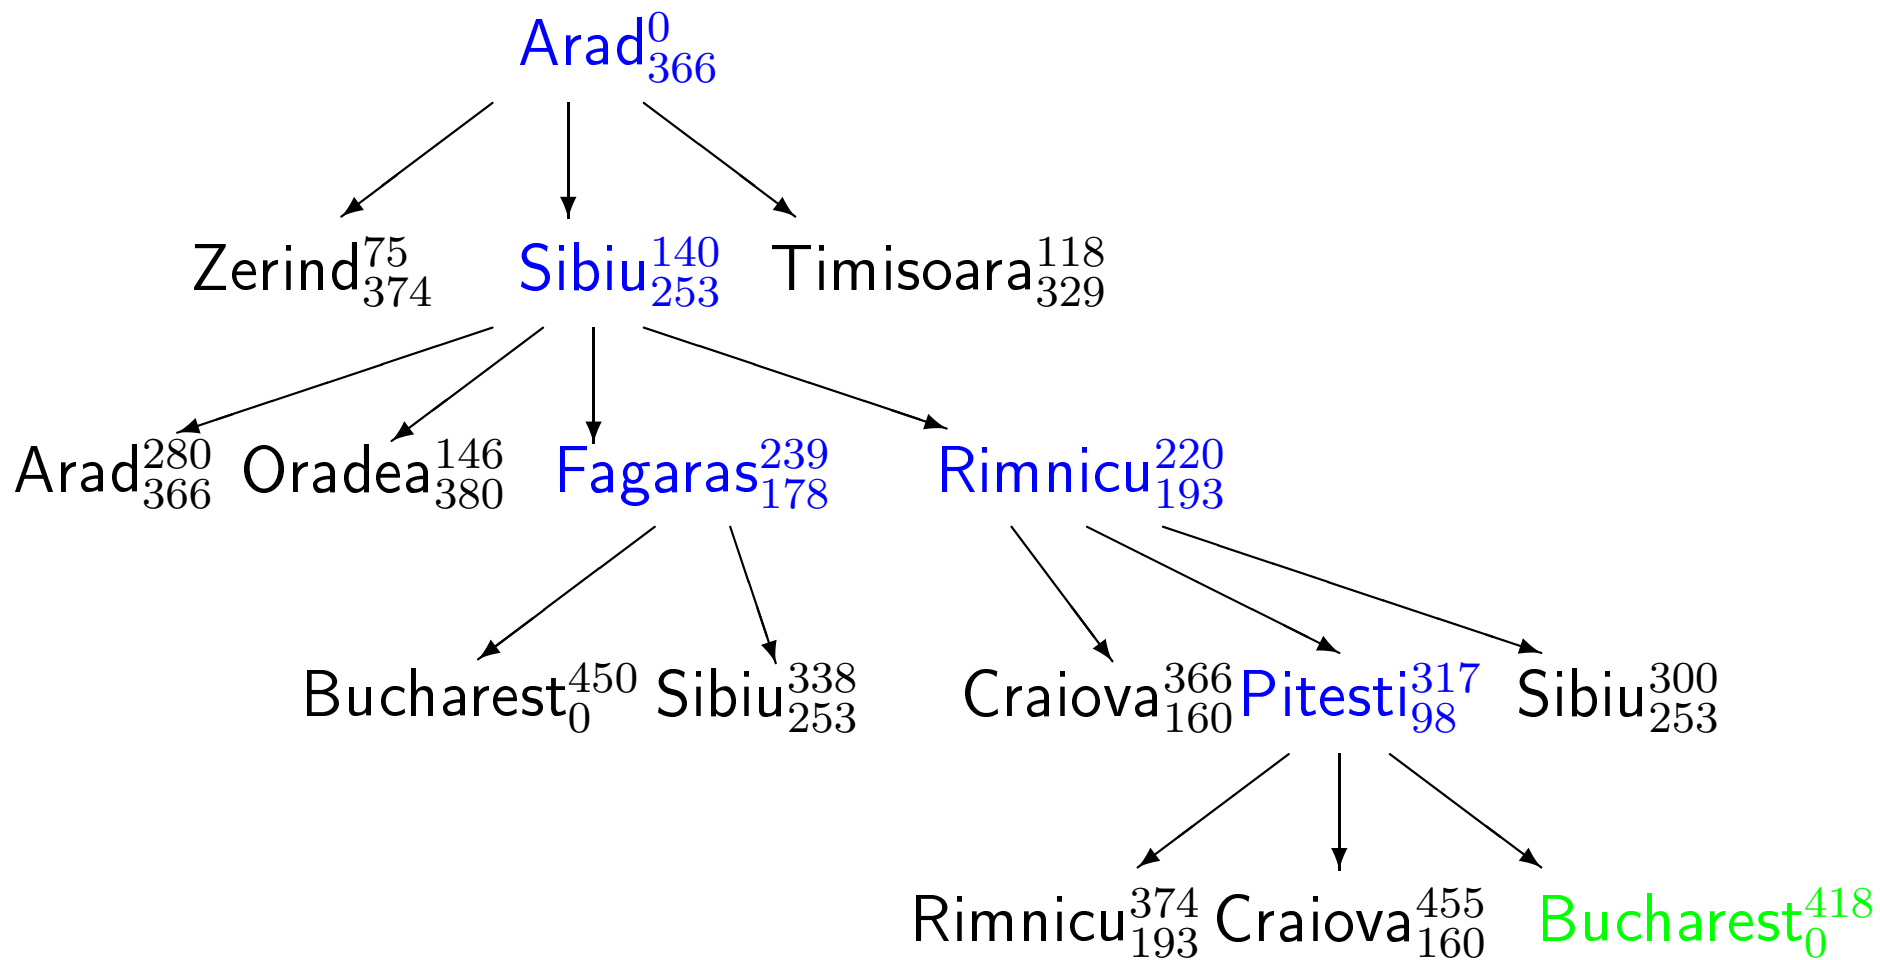 Arad⁰₃₆₆
Zerind⁷⁵₃₇₄ Sibiu¹⁴⁰₂₅₃ Timisoara¹¹⁸₃₂₉
Arad²⁸⁰₃₆₆ Oradea¹⁴⁶₃₈₀ Fagaras²³⁹₁₇₈ Rimnicu²²⁰₁₉₃
Bucharest⁴⁵⁰₀ Sibiu³³⁸₂₅₃ Craiova³⁶⁶₁₆₀ Pitesti³¹⁷₉₈ Sibiu³⁰⁰₂₅₃
Rimnicu³⁷⁴₁₉₃ Craiova⁴⁵⁵₁₆₀ Bucharest⁴¹⁸₀